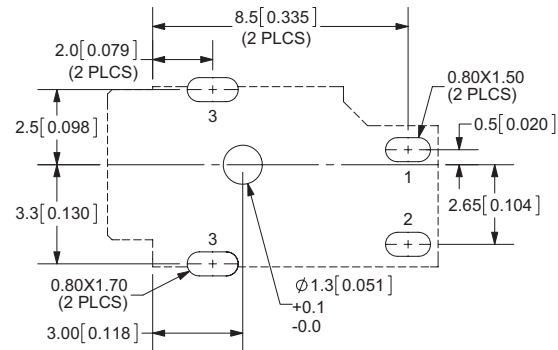 8.5[0.335]
(2 PLCS)
2.0[0.079]
(2 PLCS)
0.80X1.50
(2 PLCS)
3
0.5[0.020]
2.5[0.098]
1
3.3[0.130]
2.65[0.104]
2
3
0.80X1.70
(2 PLCS)
Ø1.3[0.051]
+0.1
-0.0
3.00[0.118]